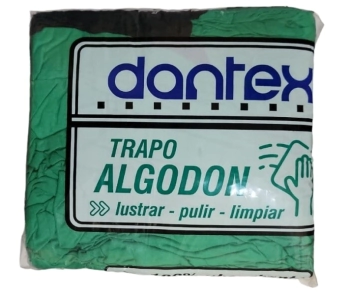 dantex
TRAPO
ALGODON
>> lustrar - pulir - limpiar